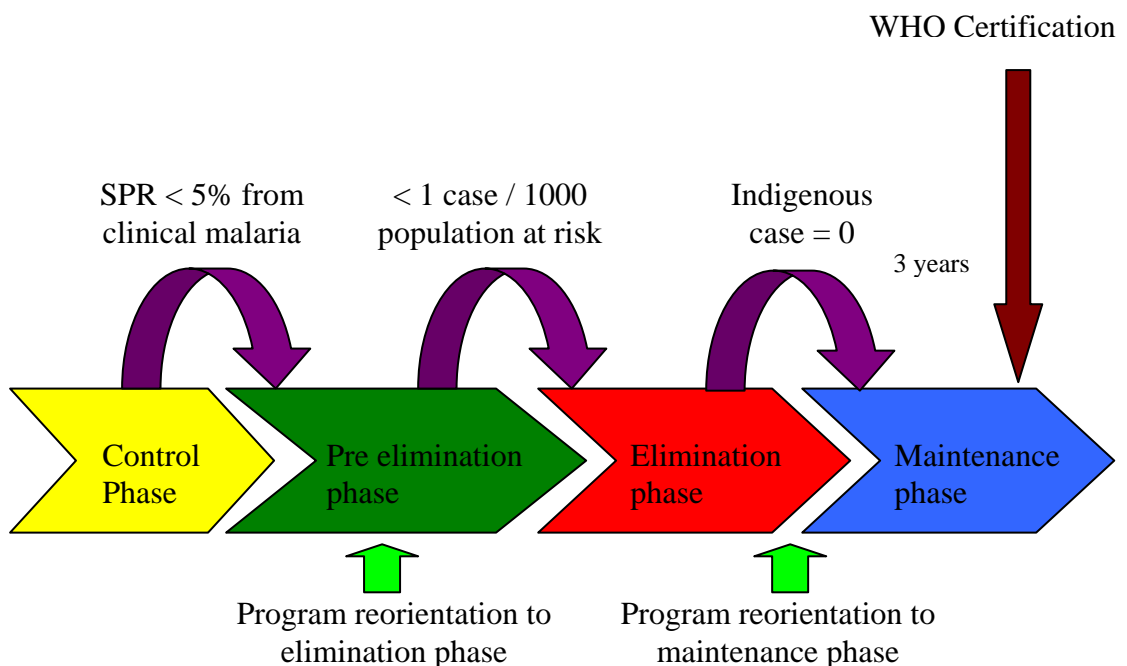 WHO Certification
SPR < 5% from
clinical malaria
< 1 case / 1000
population at risk
Indigenous
case = 0
3 years
Control
Phase
Pre elimination
phase
Elimination
phase
Maintenance
phase
Program reorientation to
elimination phase
Program reorientation to
maintenance phase